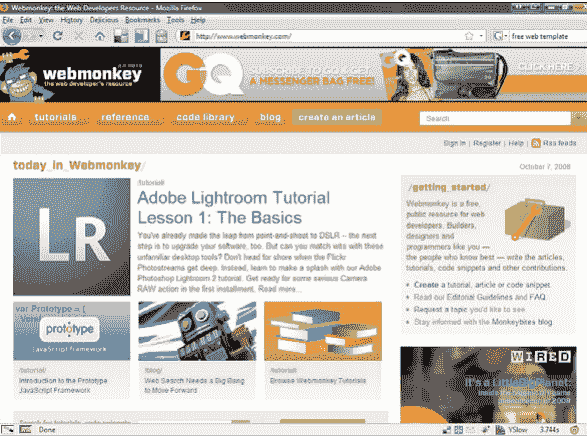 Webmonkey: the Web Developers Resource - Mozilla Firefox
File Edit View History Delicious Bookmarks Tools Help
http://www.webmonkey.com/
free web template
webmonkey
the web developer's resource
GQ
A MESSENGER BAG FREE!
CLICK HERE
tutorials reference code library blog create an article
Search
Sign In | Register | Help | Rss feeds
today_in_Webmonkey/
October 7, 2008
LR
/tutorial/
Adobe Lightroom Tutorial
Lesson 1: The Basics
You've already made the leap from point-and-shoot to DSLR -- the next
step is to upgrade your software, too. But can you match wits with these
unfamiliar desktop tools? Don't head for shore when the Flickr
Photostreams get deep. Instead, learn to make a splash with our Adobe
Photoshop Lightroom 2 tutorial. Get ready for some serious Camera
RAW action in the first installment. Read more...
/getting_started/
Webmonkey is a free,
public resource for web
developers. Builders,
designers and
programmers like you —
the people who know best — write the articles,
tutorials, code snippets and other contributions.
Create a tutorial, article or code snippet
Read our Editorial Guidelines and FAQ
Request a topic you'd like to see
Stay informed with the Monkeybites blog
var Prototype = {
prototype
JavaScript framework
/tutorial/
Introduction to the Prototype
JavaScript Framework
/blog/
Web Search Needs a Big Bang
to Move Forward
/tutorial/
Browse Webmonkey Tutorials
WIRED
It's a LittleBigPlanet:
Done
YSlow
3.744s